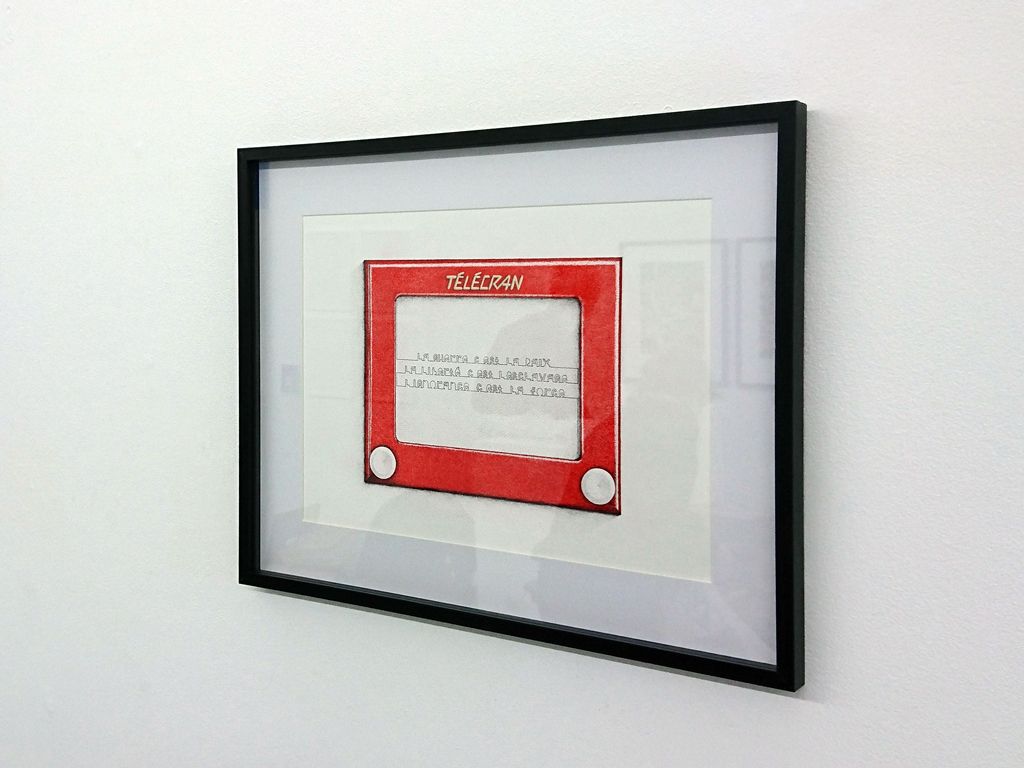 TÉLÉCRAN
La guerre c'est la paix
La liberté c'est l'esclavage
L'ignorance c'est la force